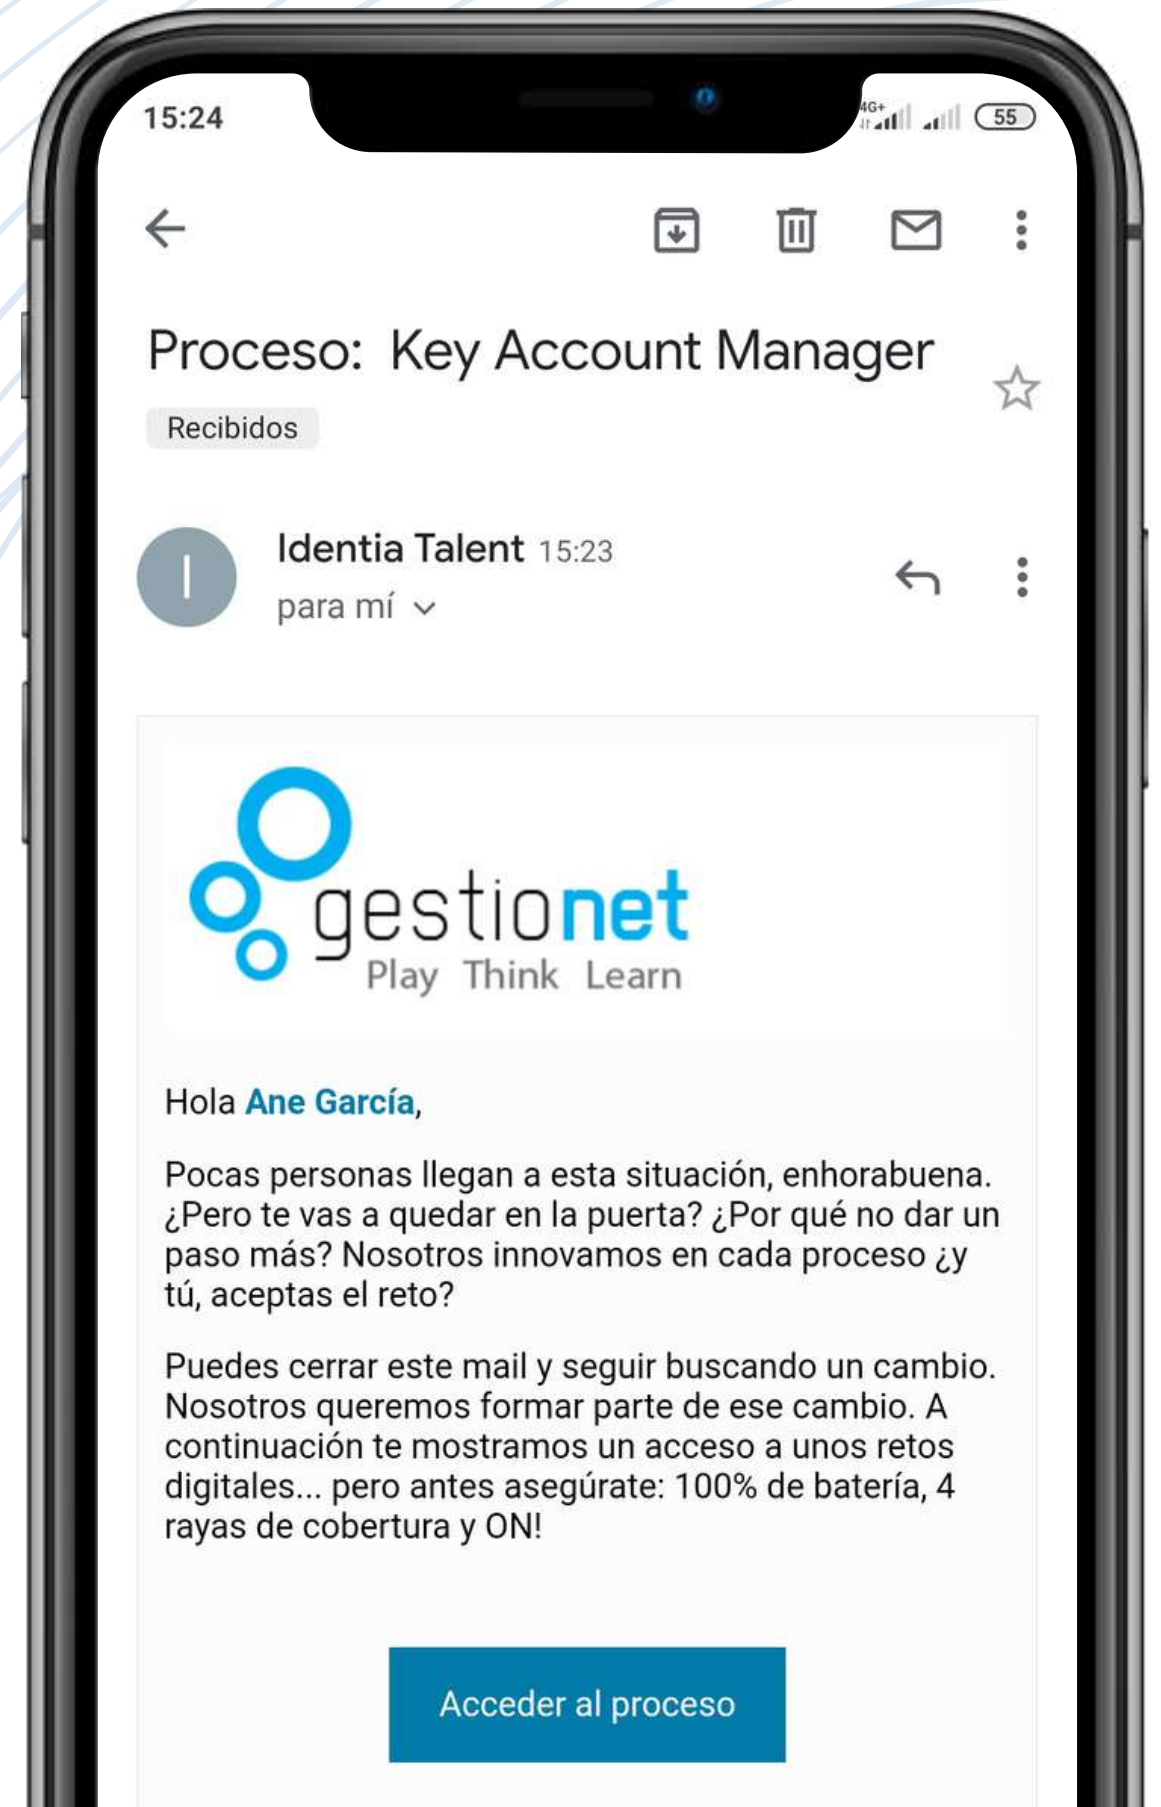 15:24
4G+
55
Proceso:  Key Account Manager
Recibidos
I
Identia Talent 15:23
para mí
gestionet
Play Think Learn
Hola Ane García,
Pocas personas llegan a esta situación, enhorabuena.
¿Pero te vas a quedar en la puerta? ¿Por qué no dar un
paso más? Nosotros innovamos en cada proceso ¿y
tú, aceptas el reto?
Puedes cerrar este mail y seguir buscando un cambio.
Nosotros queremos formar parte de ese cambio. A
continuación te mostramos un acceso a unos retos
digitales... pero antes asegúrate: 100% de batería, 4
rayas de cobertura y ON!
Acceder al proceso